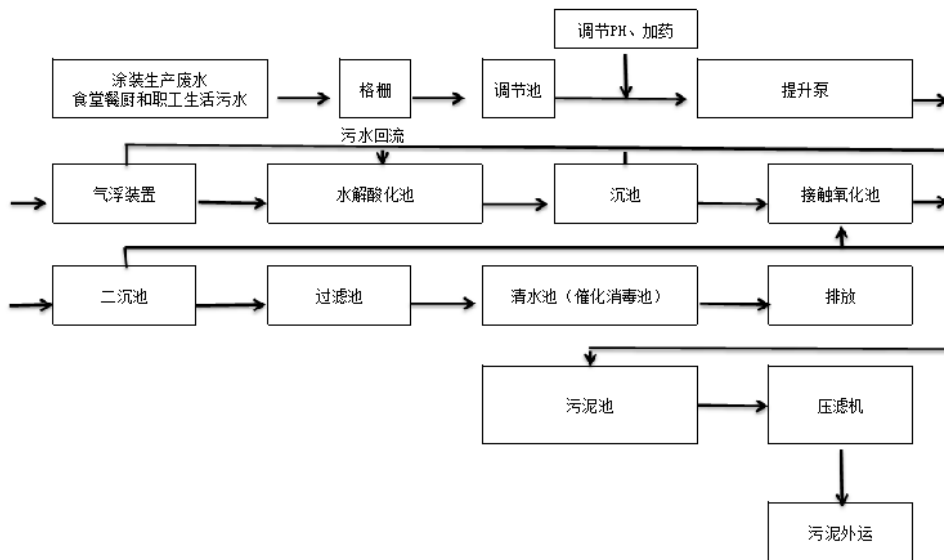 调节PH、加药
涂装生产废水
食堂餐厨和职工生活污水
格栅
调节池
提升泵
污水回流
气浮装置
水解酸化池
沉池
接触氧化池
二沉池
过滤池
清水池（催化消毒池）
排放
污泥池
压滤机
污泥外运